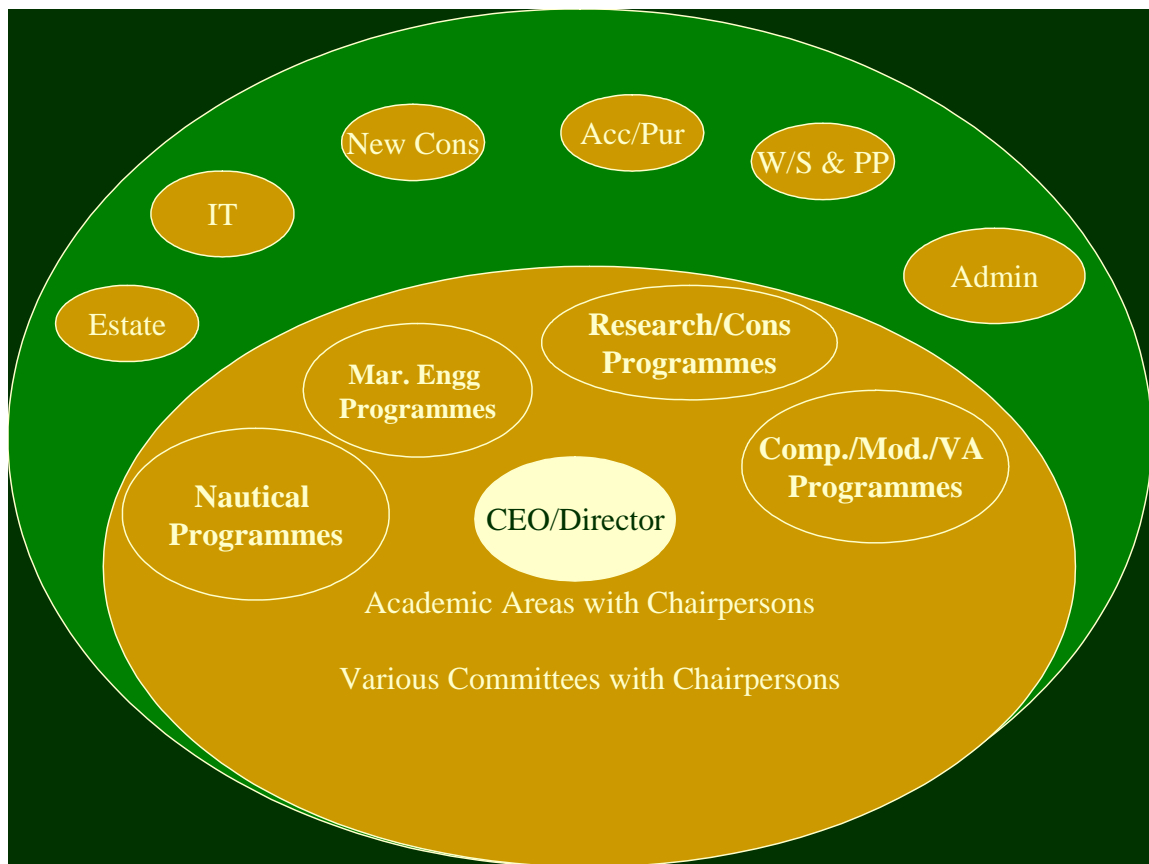 New Cons
Acc/Pur
W/S & PP
IT
Admin
Estate
Research/Cons
Programmes
Mar. Engg
Programmes
Comp./Mod./VA
Programmes
Nautical
Programmes
CEO/Director
Academic Areas with Chairpersons
Various Committees with Chairpersons